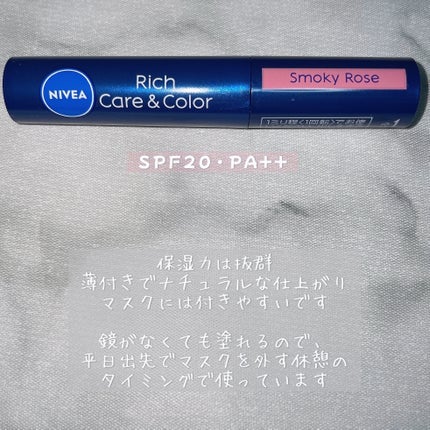 NIVEA
Rich
Care & Color
Smoky Rose
SPF20・PA++
保湿力は抜群
薄付きでナチュラルな仕上がり
マスクには付きやすいです
鏡がなくても塗れるので、
平日出先でマスクを外す休憩の
タイミングで使っています